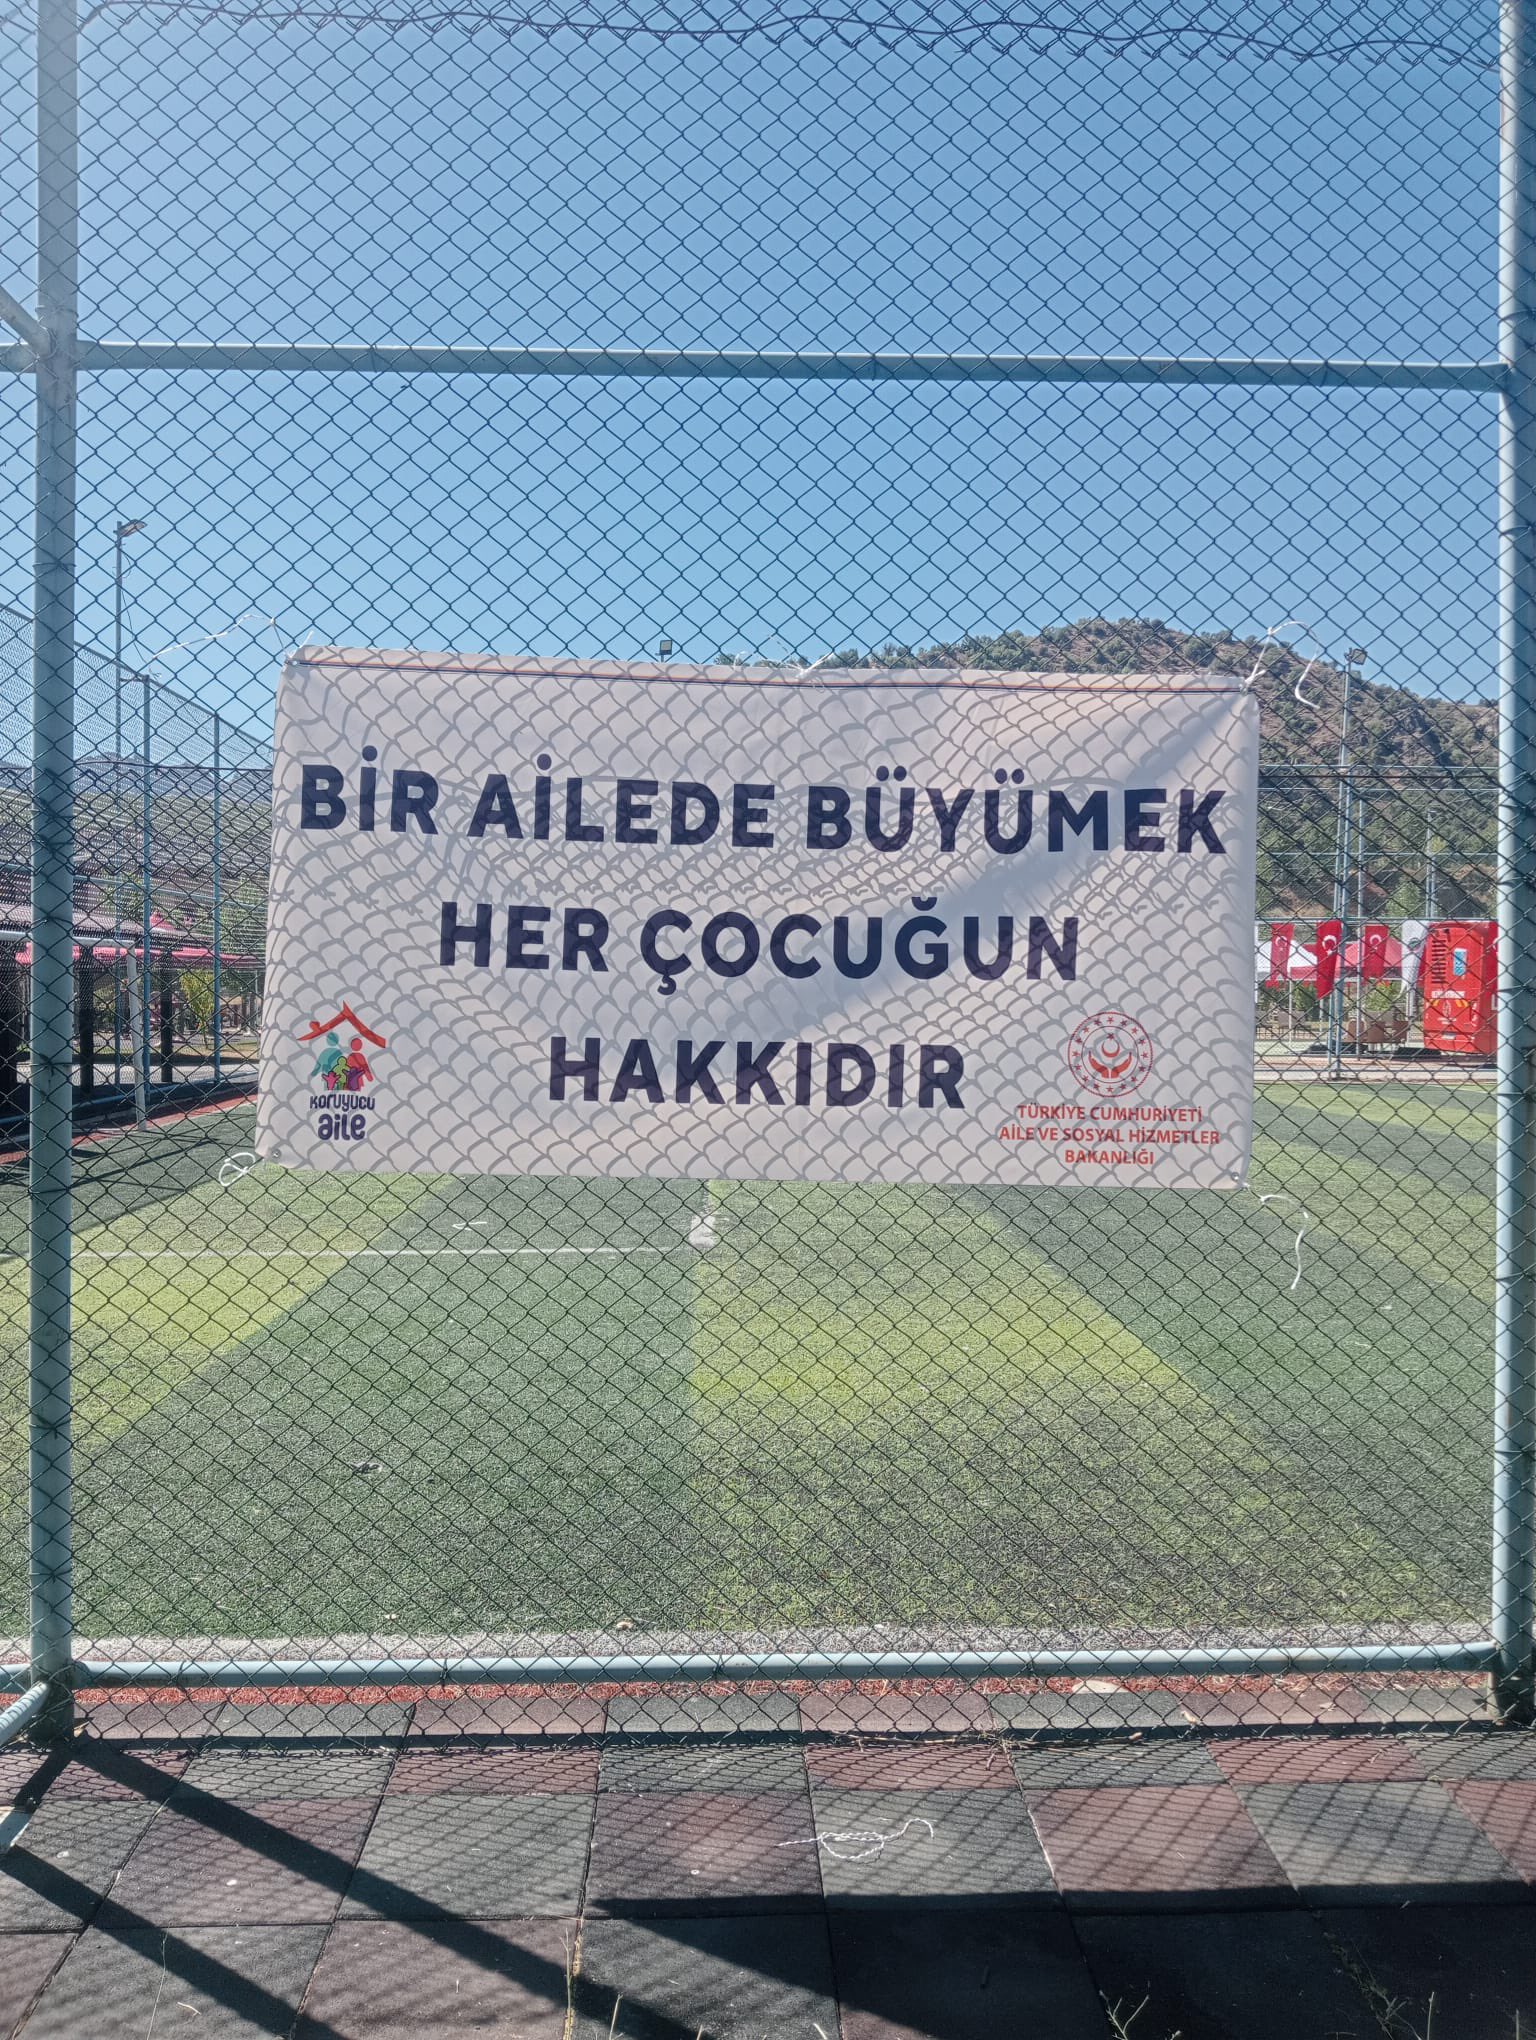 BİR AİLEDE BÜYÜMEK
HER ÇOCUĞUN
HAKKIDIR
koruyucu
aile
TÜRKİYE CUMHURİYETİ
AİLE VE SOSYAL HİZMETLER
BAKANLIĞI